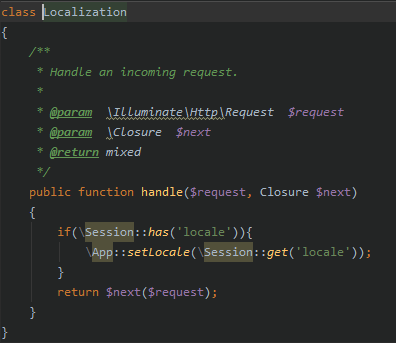 class Localization
{
    /**
     * Handle an incoming request.
     *
     * @param  \Illuminate\Http\Request  $request
     * @param  \Closure  $next
     * @return mixed
     */
    public function handle($request, Closure $next)
    {
        if(\Session::has('locale')){
            \App::setLocale(\Session::get('locale'));
        }
        return $next($request);
    }
}